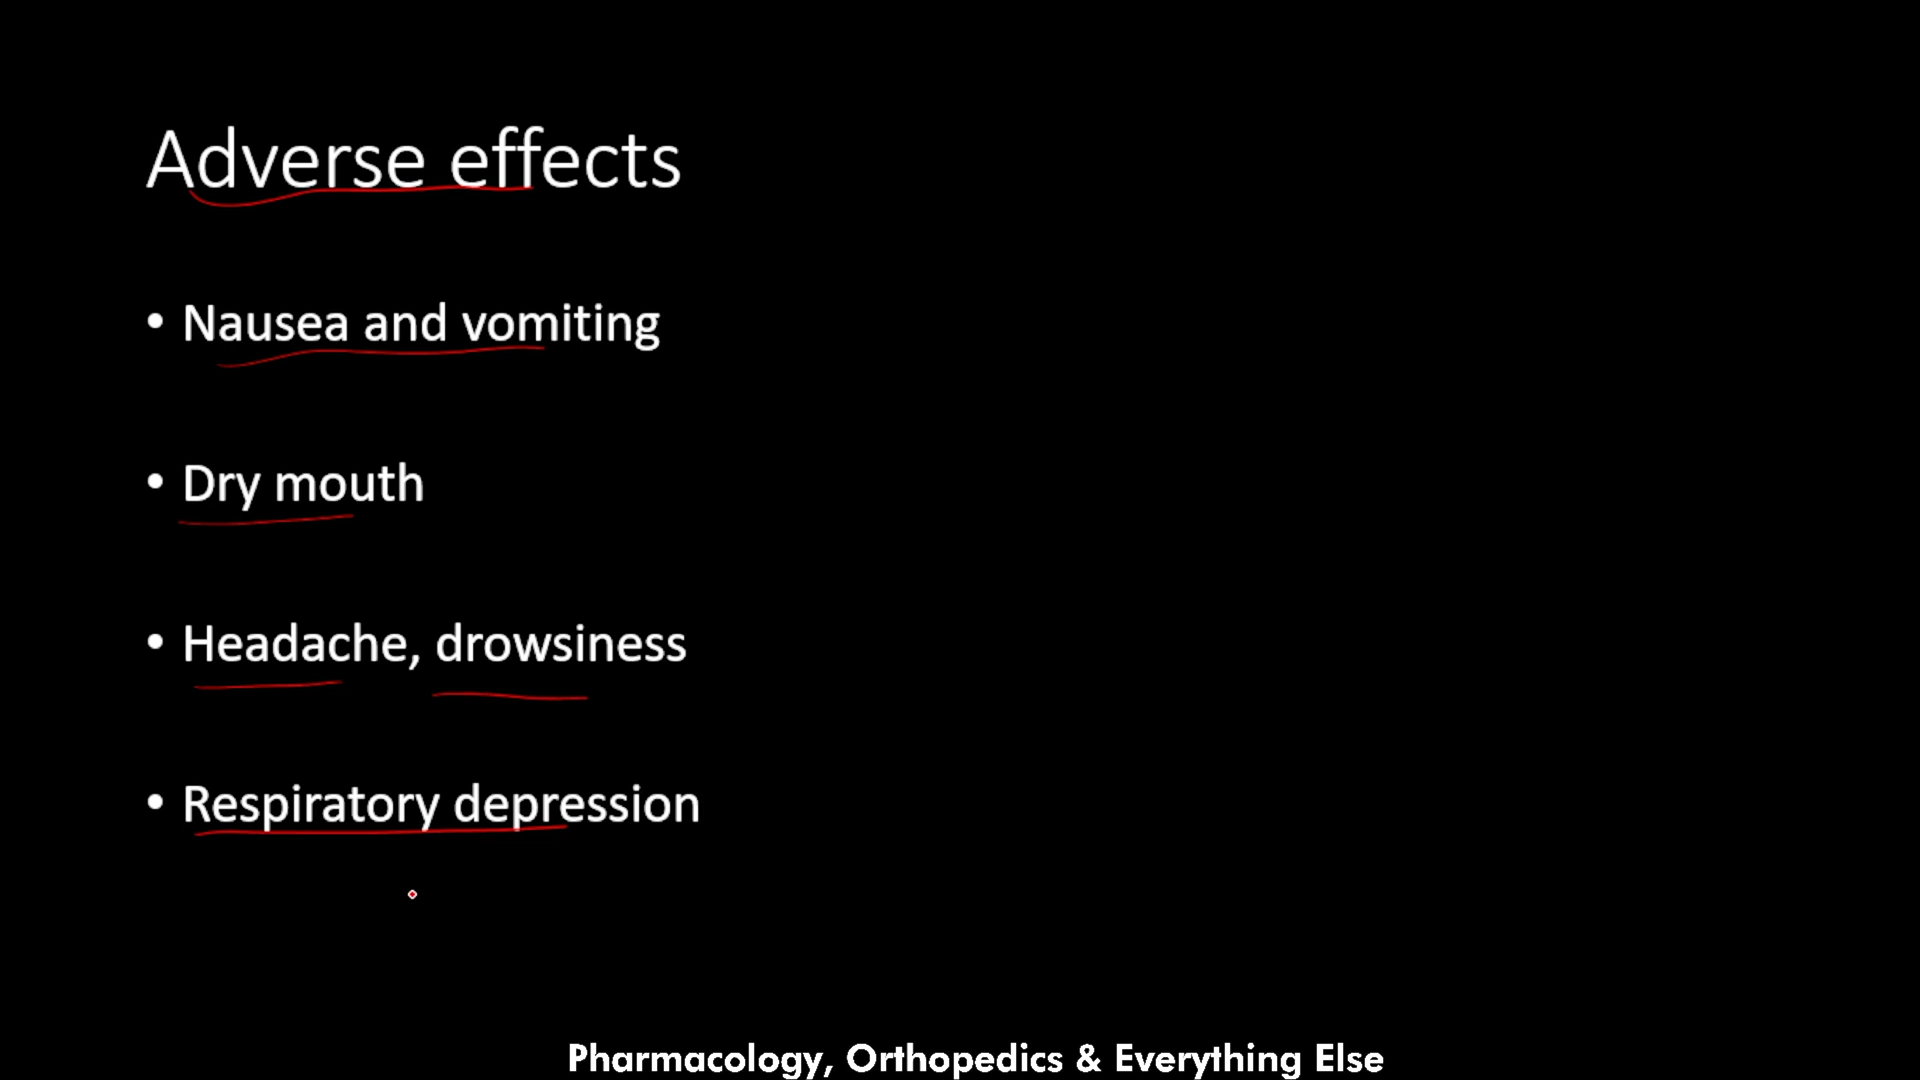 Adverse effects
• Nausea and vomiting
• Dry mouth
• Headache, drowsiness
• Respiratory depression
Pharmacology, Orthopedics & Everything Else